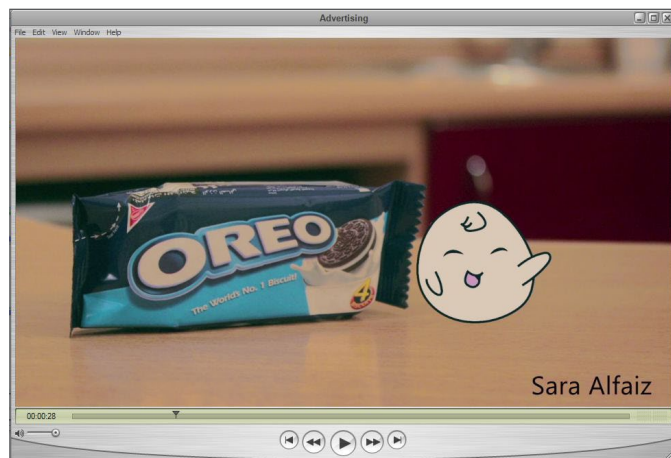 Advertising
File Edit View Window Help
OREO
The World's No. 1 Biscuit!
4
Sara Alfaiz
00:00:28